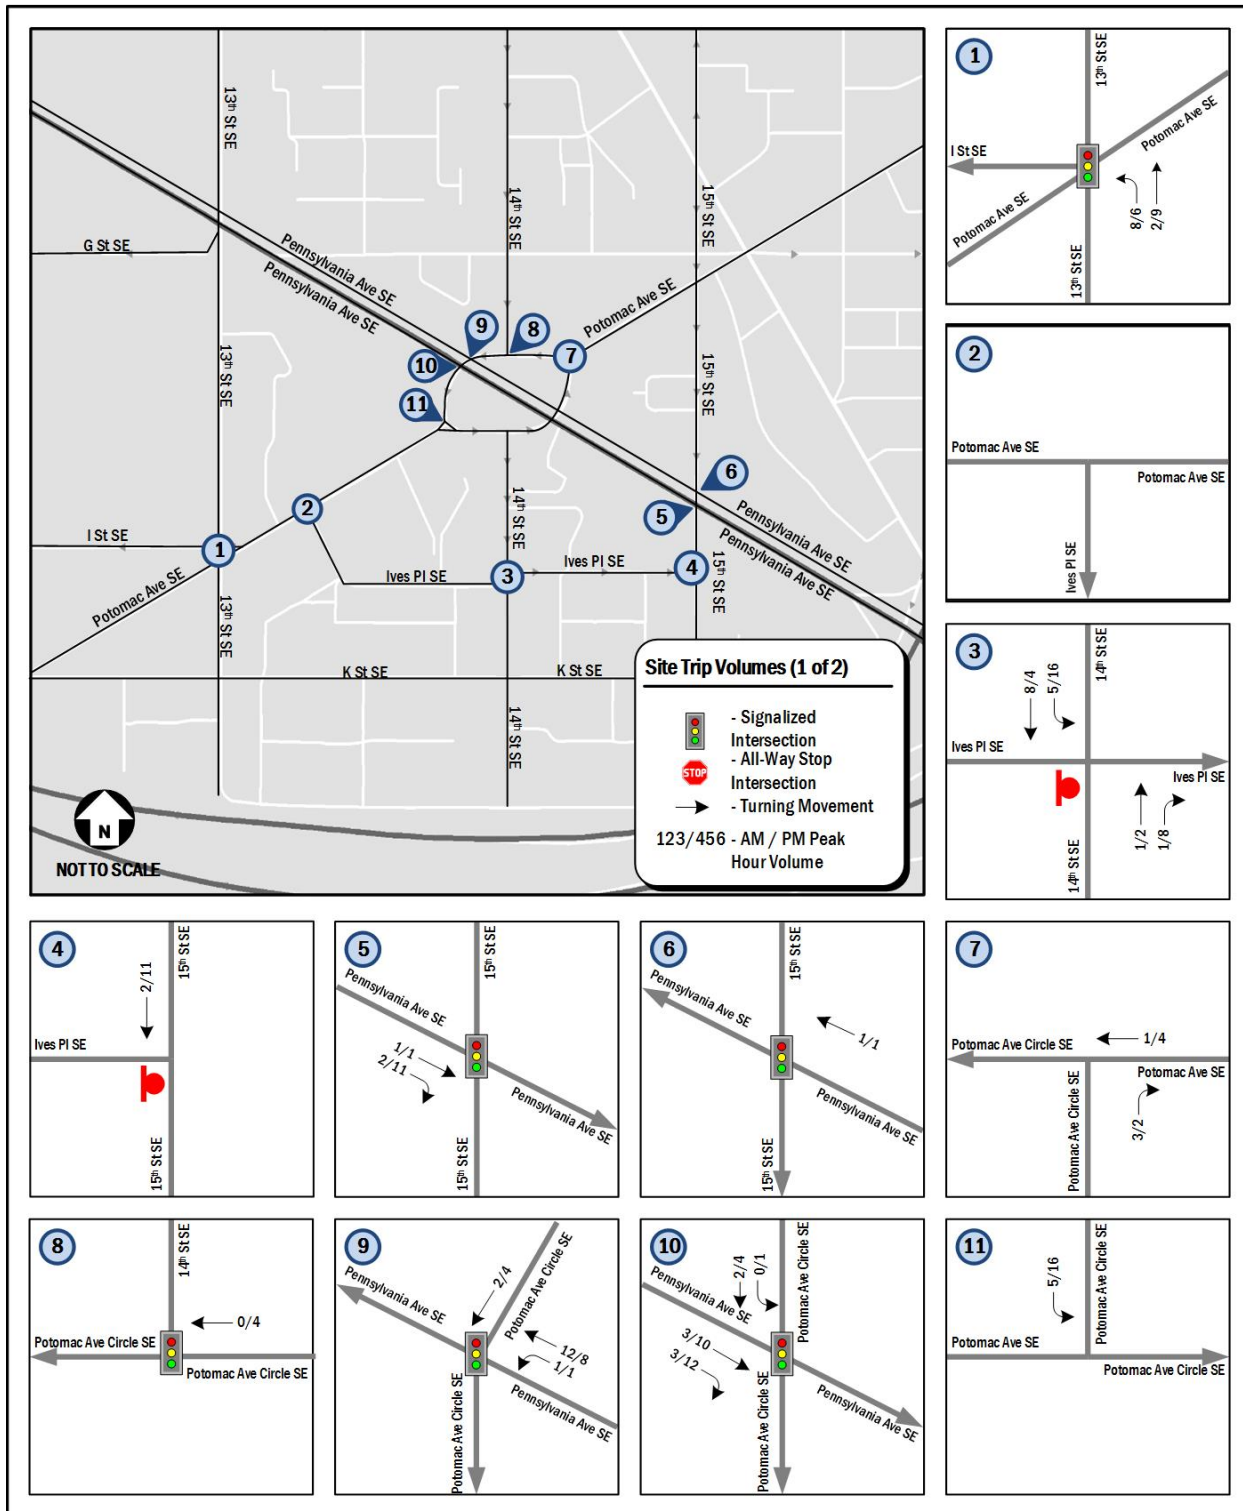 13th St SE
14th St SE
15th St SE
G St SE
Pennsylvania Ave SE
Pennsylvania Ave SE
Potomac Ave SE
9
8
7
10
11
13th St SE
15th St SE
6
5
2
14th St SE
Pennsylvania Ave SE
Pennsylvania Ave SE
I St SE
1
Ives Pl SE
3
Ives Pl SE
4
15th St SE
Potomac Ave SE
13th St SE
K St SE
K St SE
14th St SE
N
NOT TO SCALE
Site Trip Volumes (1 of 2)
- Signalized
Intersection
STOP
- All-Way Stop
Intersection
- Turning Movement
123/456 - AM / PM Peak
Hour Volume
1
13th St SE
Potomac Ave SE
I St SE
Potomac Ave SE
8/6
2/9
13th St SE
2
Potomac Ave SE
Potomac Ave SE
Ives Pl SE
3
14th St SE
8/4
5/16
Ives Pl SE
Ives Pl SE
1/2
1/8
14th St SE
4
15th St SE
2/11
Ives Pl SE
15th St SE
5
15th St SE
Pennsylvania Ave SE
1/1
2/11
Pennsylvania Ave SE
15th St SE
6
15th St SE
Pennsylvania Ave SE
1/1
Pennsylvania Ave SE
15th St SE
7
Potomac Ave Circle SE
1/4
Potomac Ave SE
Potomac Ave Circle SE
3/2
8
14th St SE
0/4
Potomac Ave Circle SE
Potomac Ave Circle SE
9
Pennsylvania Ave SE
2/4
Potomac Ave Circle SE
12/8
1/1
Potomac Ave Circle SE
Pennsylvania Ave SE
10
Pennsylvania Ave SE
2/4
0/1
Potomac Ave Circle SE
3/10
3/12
Potomac Ave Circle SE
Pennsylvania Ave SE
11
5/16
Potomac Ave Circle SE
Potomac Ave SE
Potomac Ave Circle SE